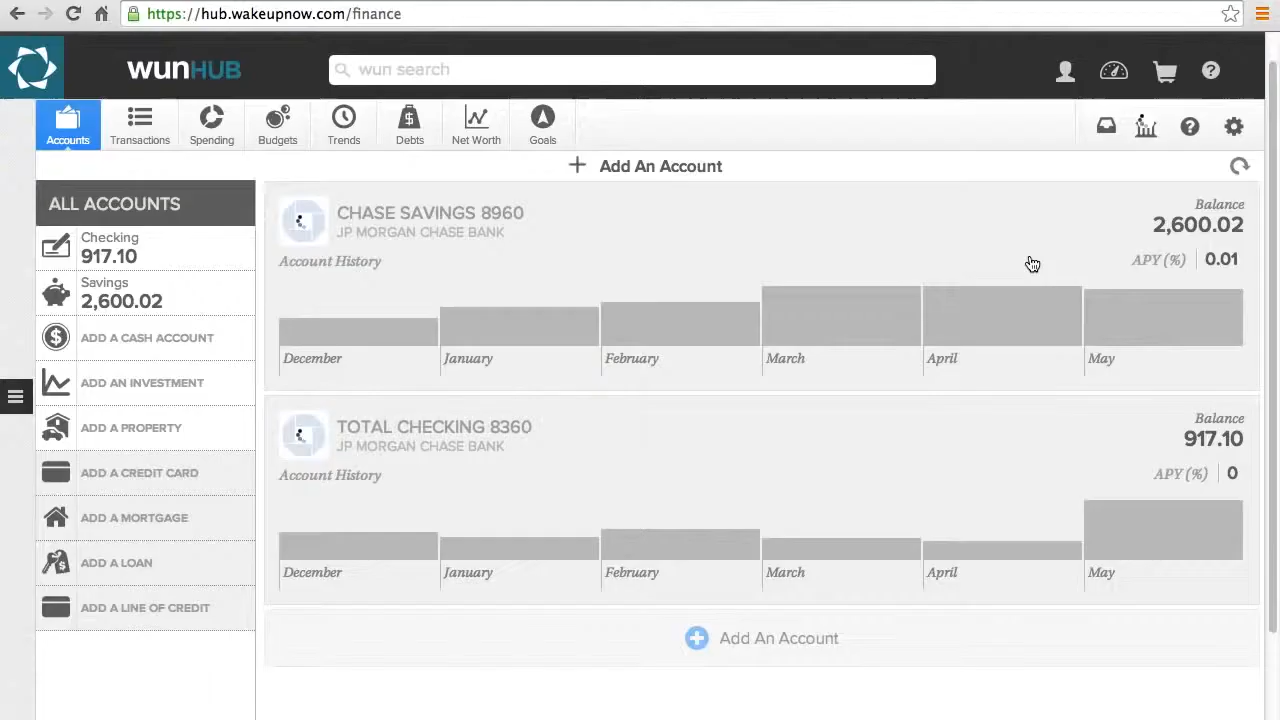 https://hub.wakeupnow.com/finance
wunHUB
wun search
Accounts
Transactions
Spending
Budgets
Trends
Debts
Net Worth
Goals
+ Add An Account
ALL ACCOUNTS
Checking
917.10
Savings
2,600.02
ADD A CASH ACCOUNT
ADD AN INVESTMENT
ADD A PROPERTY
ADD A CREDIT CARD
ADD A MORTGAGE
ADD A LOAN
ADD A LINE OF CREDIT
CHASE SAVINGS 8960
JP MORGAN CHASE BANK
Balance
2,600.02
Account History
APY (%) 0.01
December January February March April May
TOTAL CHECKING 8360
JP MORGAN CHASE BANK
Balance
917.10
Account History
APY (%) 0
December January February March April May
Add An Account